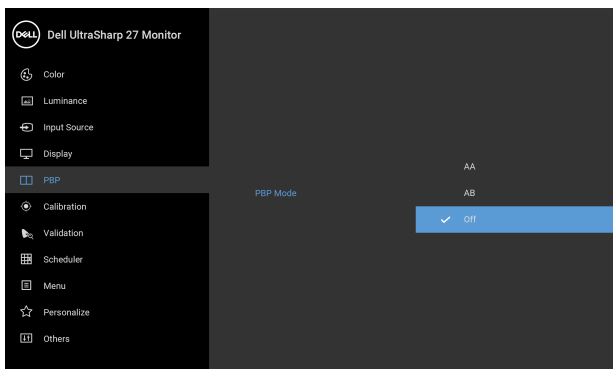 DELL Dell UltraSharp 27 Monitor
Color
Luminance
Input Source
Display
PBP
Calibration
Validation
Scheduler
Menu
Personalize
Others
PBP Mode
AA
AB
Off